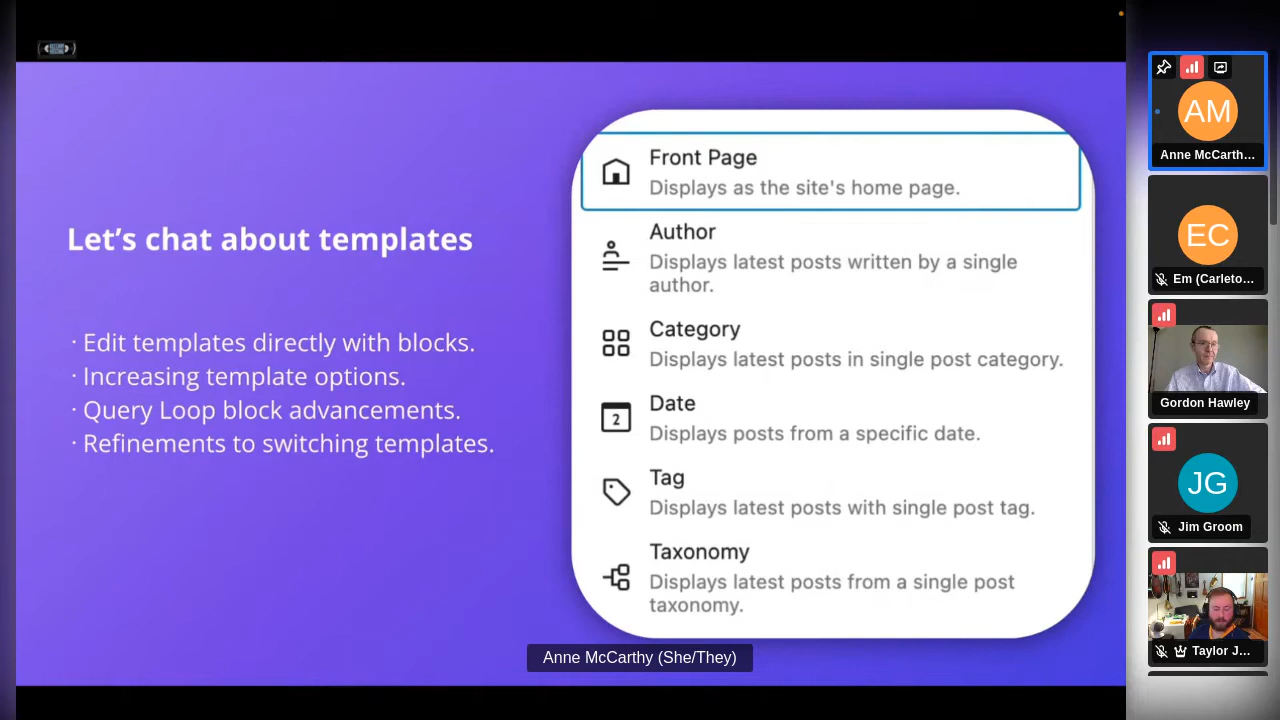 Let's chat about templates
· Edit templates directly with blocks.
· Increasing template options.
· Query Loop block advancements.
· Refinements to switching templates.
Front Page
Displays as the site's home page.
Author
Displays latest posts written by a single
author.
Category
Displays latest posts in single post category.
2
Date
Displays posts from a specific date.
Tag
Displays latest posts with single post tag.
Taxonomy
Displays latest posts from a single post
taxonomy.
Anne McCarthy (She/They)
AM
Anne McCarth...
EC
Em (Carleto...
Gordon Hawley
JG
Jim Groom
Taylor J...